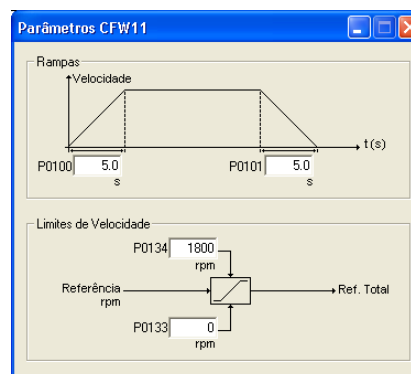 Parâmetros CFW11
Rampas
Velocidade
t(s)
P0100 5.0 s
P0101 5.0 s
Limites de Velocidade
P0134 1800 rpm
Referência rpm
Ref. Total
P0133 0 rpm